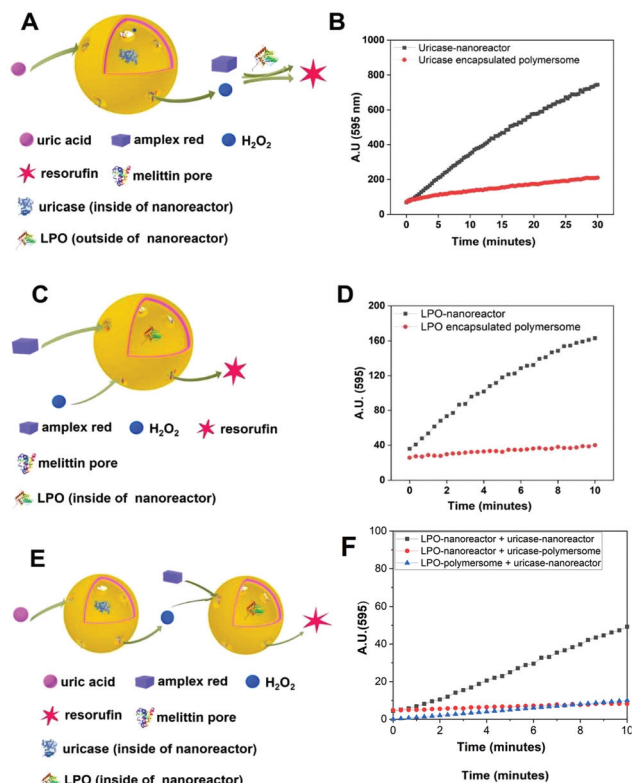 A
uric acid
amplex red
H₂O₂
resorufin
melittin pore
uricase (inside of nanoreactor)
LPO (outside of nanoreactor)
amplex red
H₂O₂
LPO
resorufin
B
Uricase-nanoreactor
Uricase encapsulated polymersome
A.U (595 nm)
1000
800
600
400
200
0
0 5 10 15 20 25 30
Time (minutes)
C
amplex red
H₂O₂
resorufin
melittin pore
LPO (inside of nanoreactor)
D
LPO-nanoreactor
LPO encapsulated polymersome
A.U. (595)
200
160
120
80
40
0
0 2 4 6 8 10
Time (minutes)
E
uric acid
amplex red
H₂O₂
resorufin
melittin pore
uricase (inside of nanoreactor)
LPO (inside of nanoreactor)
F
LPO-nanoreactor + uricase-nanoreactor
LPO-nanoreactor + uricase-polymersome
LPO-polymersome + uricase-nanoreactor
A.U.(595)
100
80
60
40
20
0
0 2 4 6 8 10
Time (minutes)
Time (minutes)